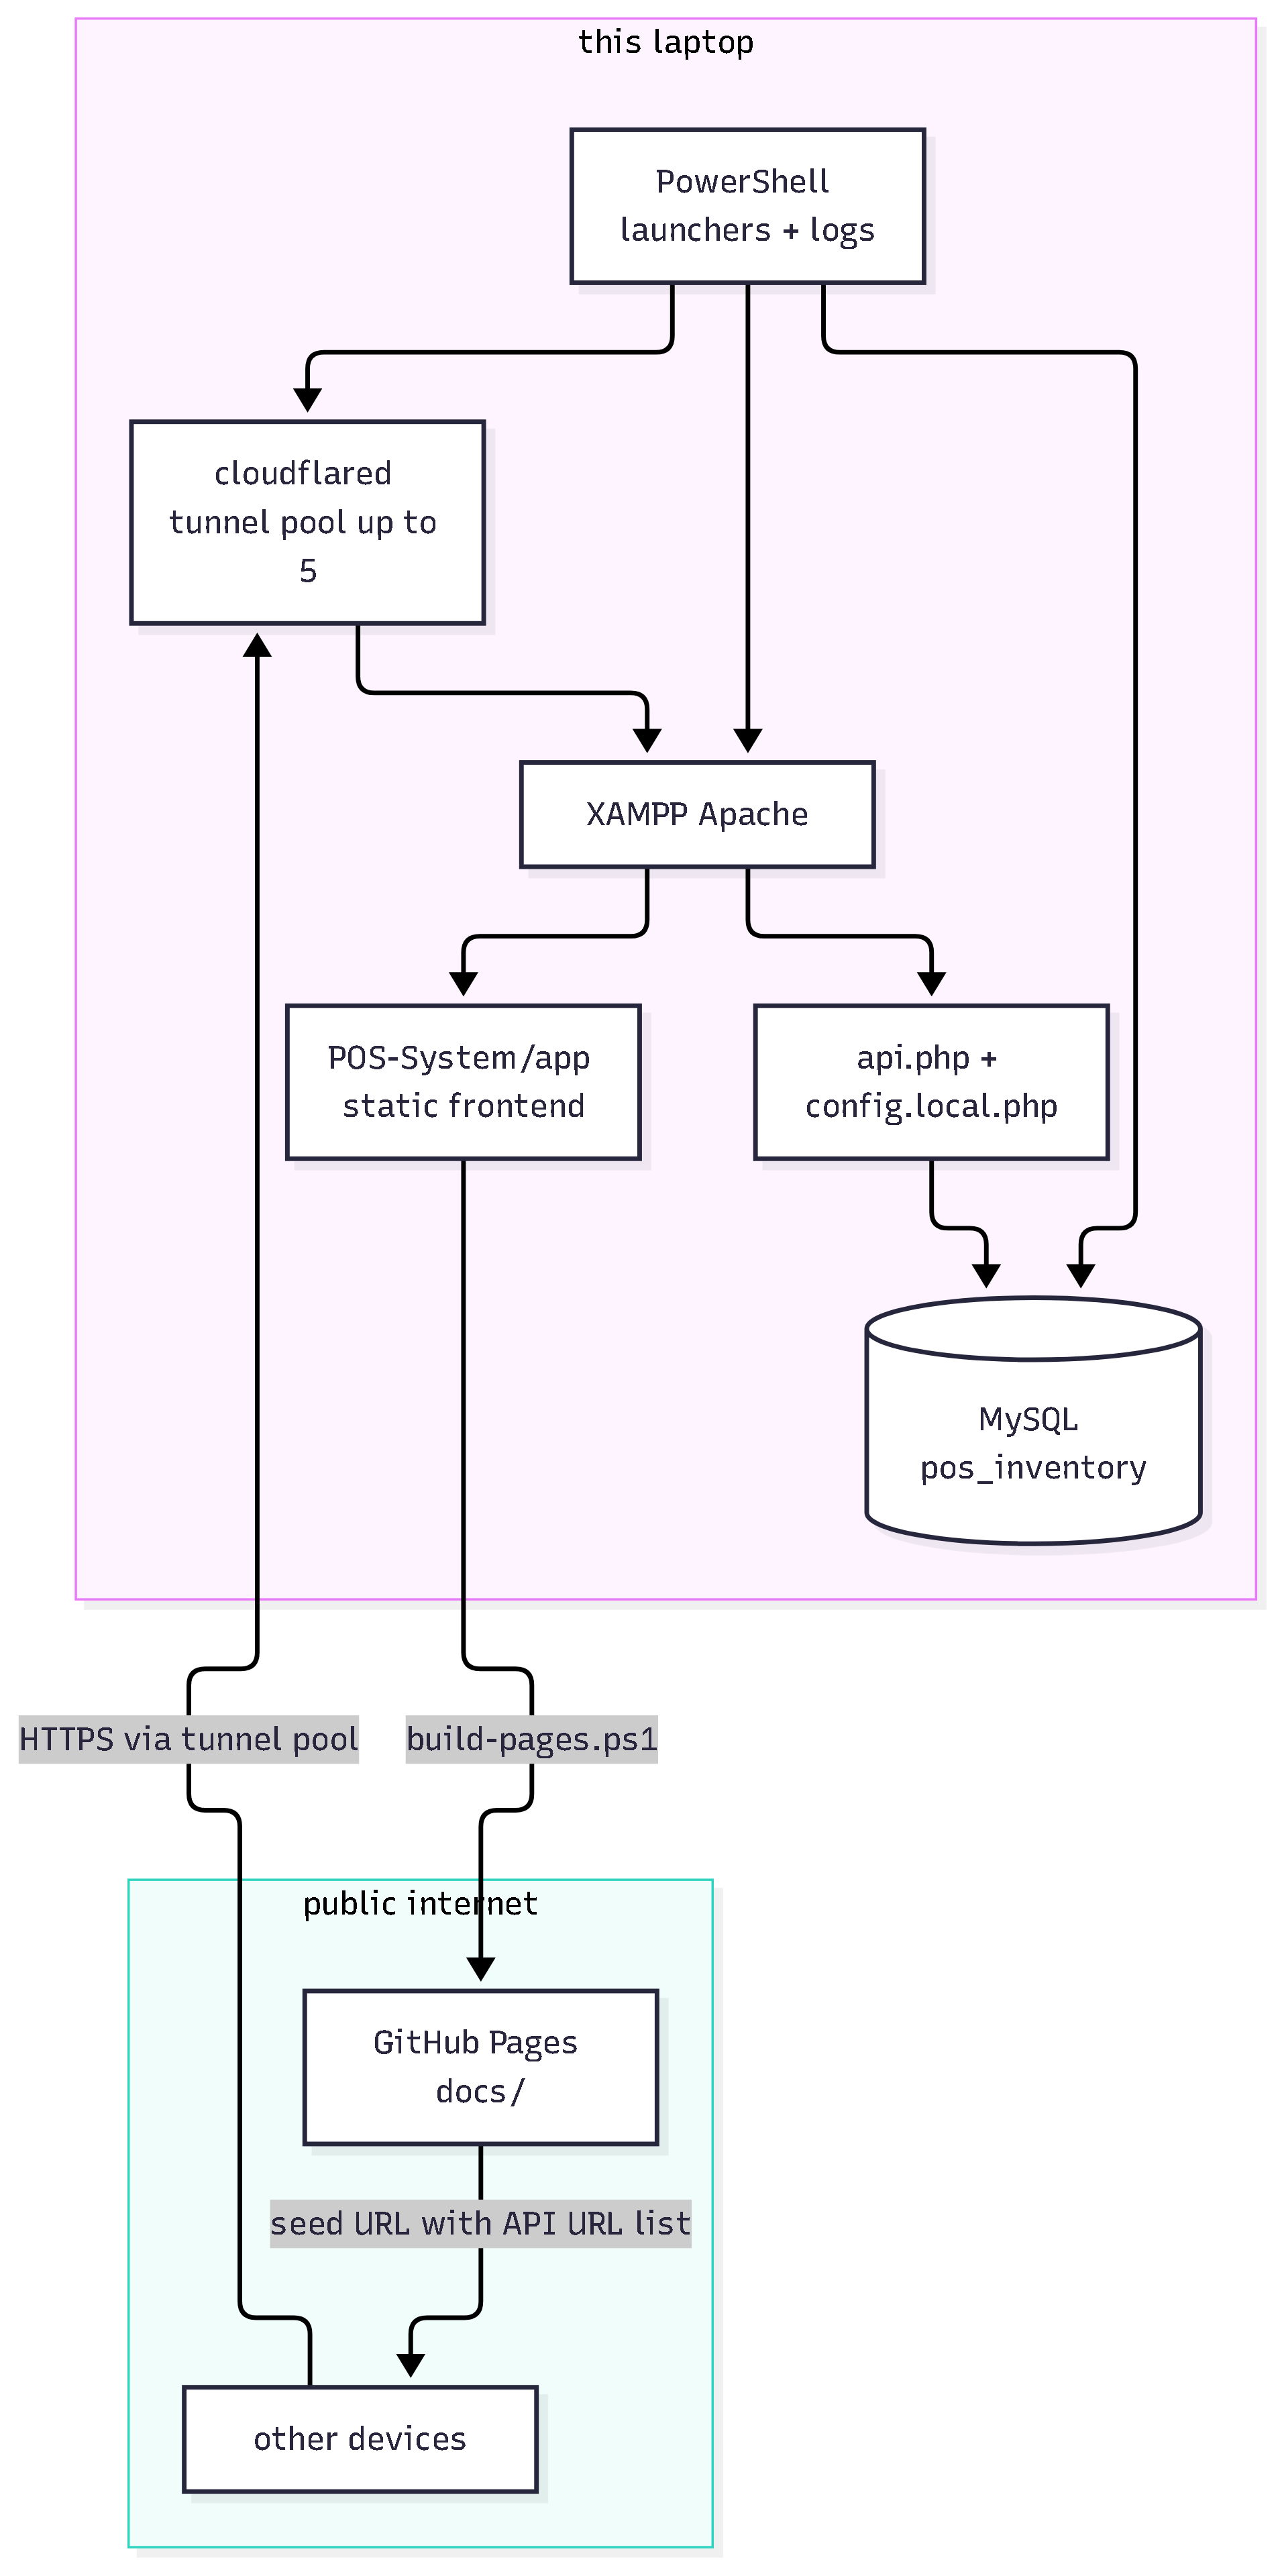 this laptop
PowerShell
launchers + logs
cloudflared
tunnel pool up to
5
XAMPP Apache
POS-System/app
static frontend
api.php +
config.local.php
MySQL
pos_inventory
HTTPS via tunnel pool
build-pages.ps1
public internet
GitHub Pages
docs/
seed URL with API URL list
other devices